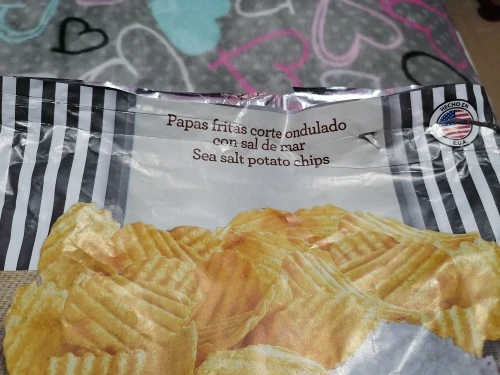 Papas fritas corte ondulado
con sal de mar
Sea salt potato chips
HECHO EN
E.U.A.